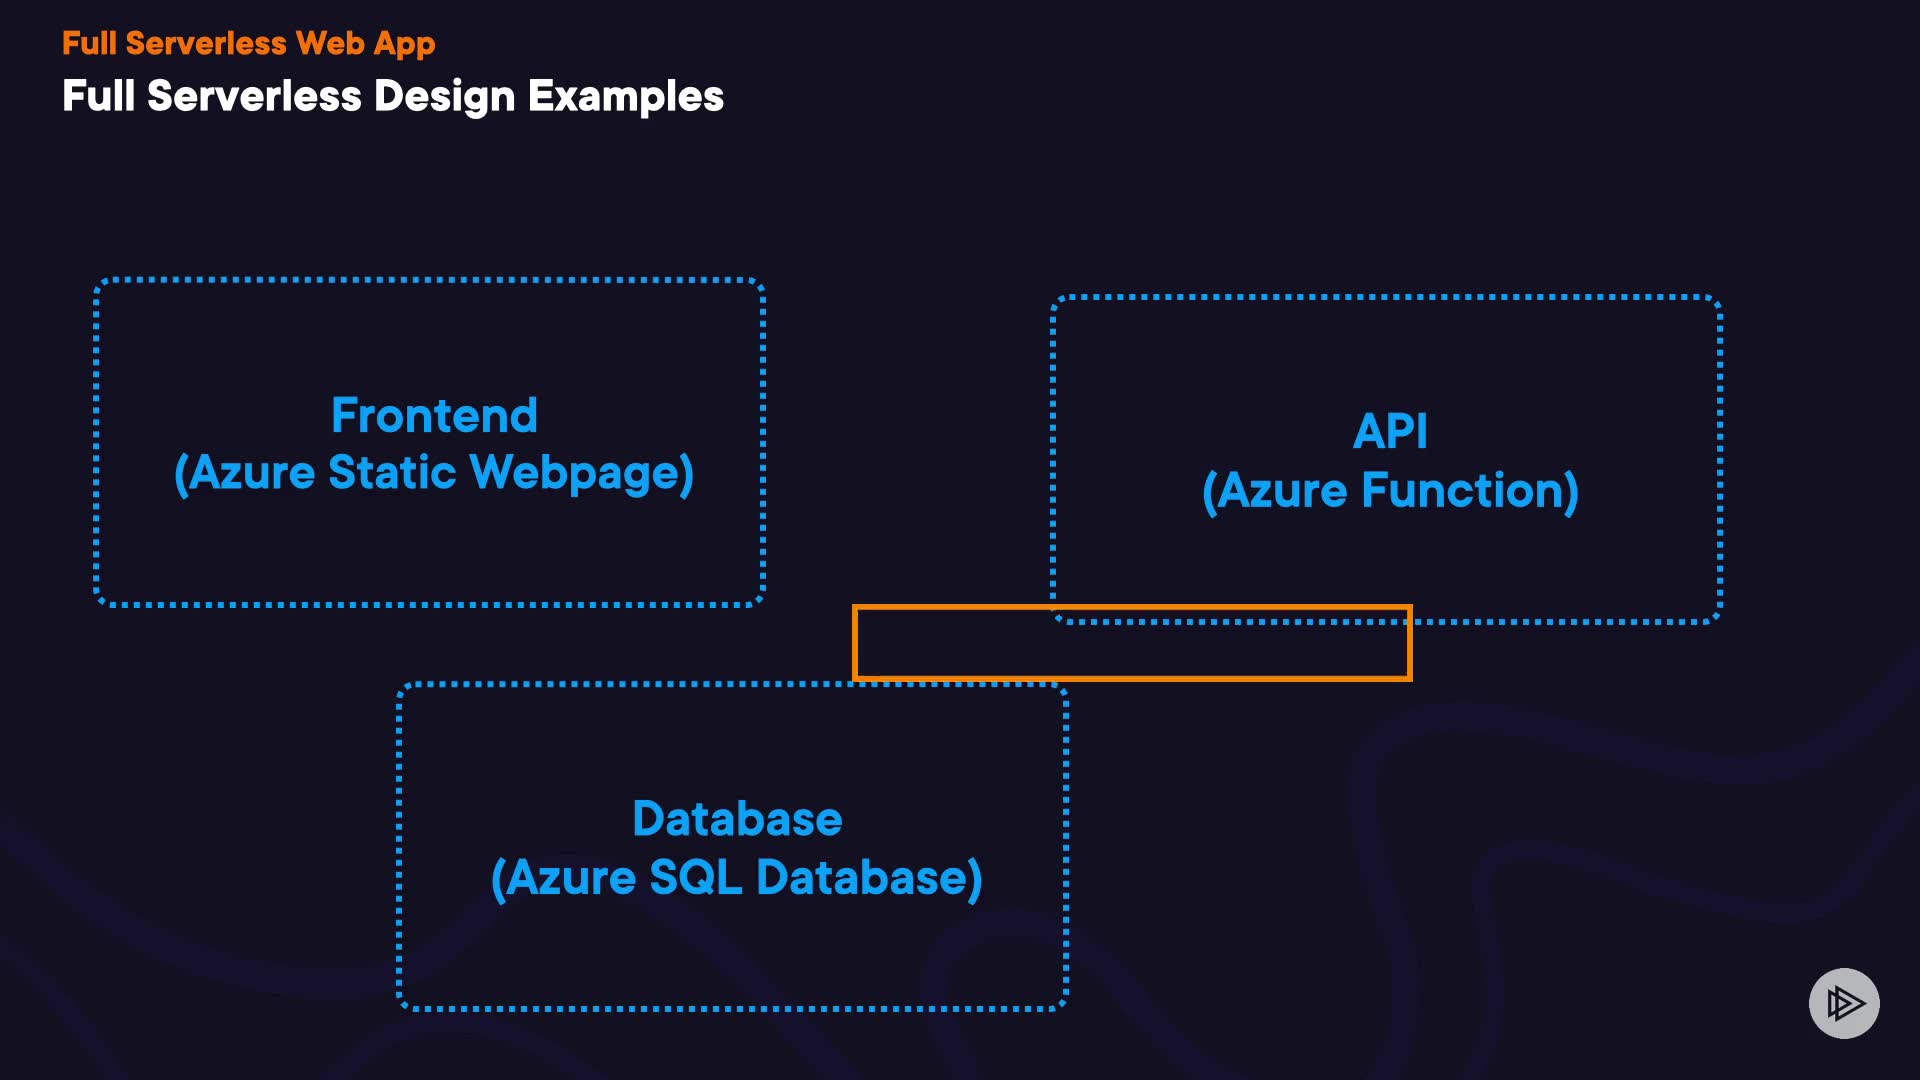 Full Serverless Web App
Full Serverless Design Examples
Frontend
(Azure Static Webpage)
API
(Azure Function)
Database
(Azure SQL Database)